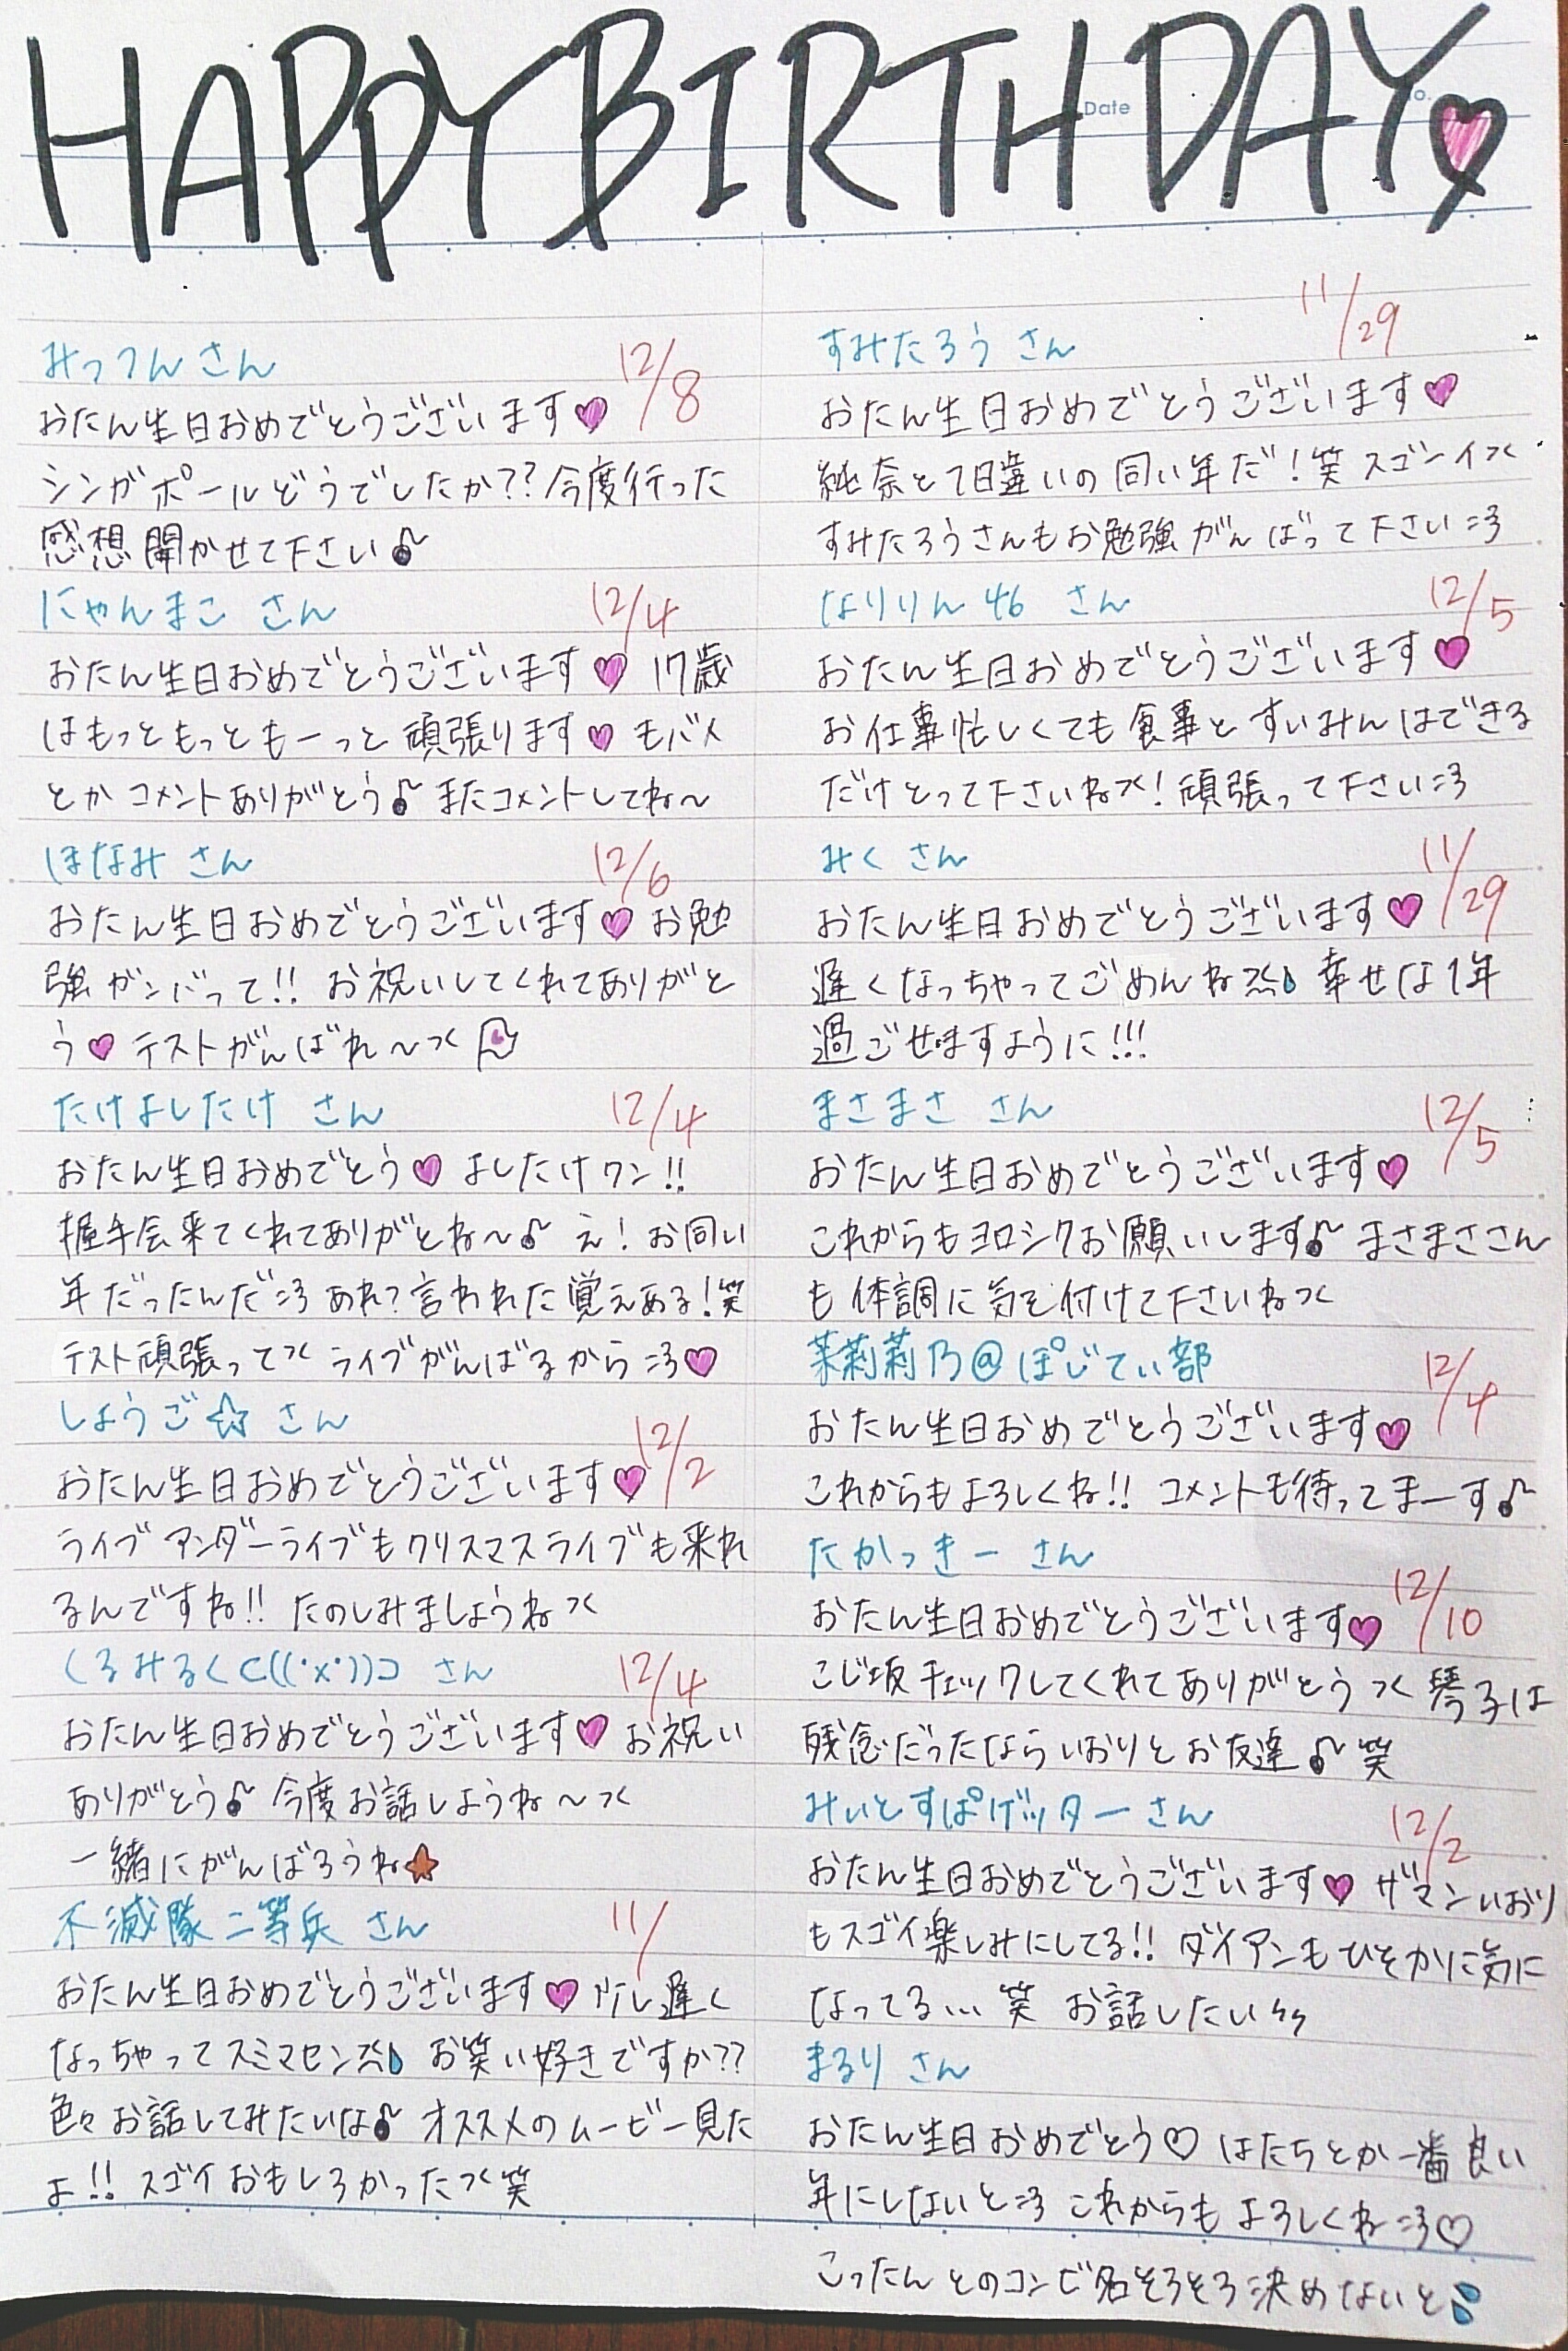 HAPPY BIRTHDAY
Date
No.
みってんさん 12/8
おたん生日おめでとうございます♥
シンガポールどうでしたか??今度行った
感想聞かせて下さい♪
にゃんまこ さん 12/4
おたん生日おめでとうございます♥ 17歳
はもっともっともーっと頑張ります♥ モバメ
とかコメントありがとう♪またコメントしてね〜
ほなみ さん 12/6
おたん生日おめでとうございます♥お勉
強ガンバって!! お祝いしてくれてありがと
う♥テストがんばれ〜
たけよしたけ さん 12/4
おたん生日おめでとう♥ よしたけワン!!
握手会来てくれてありがとね〜♪ え!お同い
年だったんだ あれ?言われた覚えある!笑
テスト頑張って ライブがんばるから♥
しょうご☆ さん 12/2
おたん生日おめでとうございます♥
ライブ アンダーライブもクリスマスライブも来れ
るんですね!! たのしみましょうね
くるみるく⊂((・x・))⊃ さん 12/4
おたん生日おめでとうございます♥ お祝い
ありがとう♪ 今度お話しようね〜
一緒にがんばろうね★
不滅隊二等兵 さん 11/
おたん生日おめでとうございます♥ 遅く
なっちゃってスミマセン お笑い好きですか??
色々お話してみたいな♪ オススメのムービー見た
よ!! スゴイおもしろかった 笑
すみたろう さん 11/29
おたん生日おめでとうございます♥
純奈と1日違いの同い年だ!笑 スゴーイ
すみたろうさんもお勉強がんばって下さい
なりりん46 さん 12/5
おたん生日おめでとうございます♥
お仕事忙しくても食事とすいみんはできる
だけとって下さいね!頑張って下さい
みく さん 11/29
おたん生日おめでとうございます♥
遅くなっちゃってごめんね 幸せな1年
過ごせますように!!!
まさまさ さん 12/5
おたん生日おめでとうございます♥
これからもヨロシクお願いします♪ まさまささん
も体調に気を付けて下さいね
茉莉莉乃@ぽじてぃ部 12/4
おたん生日おめでとうございます♥
これからもよろしくね!! コメントも待ってまーす♪
たかっきー さん 12/10
おたん生日おめでとうございます♥
こじ坂チェックしてくれてありがとう 琴子は
残念だったならいおりとお友達♪笑
みいとすぱゲッター さん 12/2
おたん生日おめでとうございます♥ ザマンいおり
もスゴイ楽しみにしてる!! ダイアンもひそかに気に
なってる… 笑 お話したい
まるり さん
おたん生日おめでとう♡ はたちとか一番良い
年にしないと これからもよろしくね♡
こったんとのコンビ名そろそろ決めないと